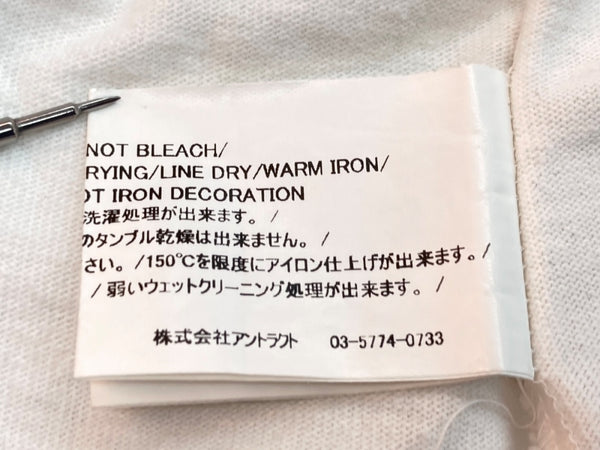 NOT BLEACH/
RYING/LINE DRY/WARM IRON/
OT IRON DECORATION
洗濯処理が出来ます。 /
のタンブル乾燥は出来ません。 /
さい。 /150℃を限度にアイロン仕上げが出来ます。/
/ 弱いウェットクリーニング処理が出来ます。 /
株式会社アントラクト 03-5774-0733